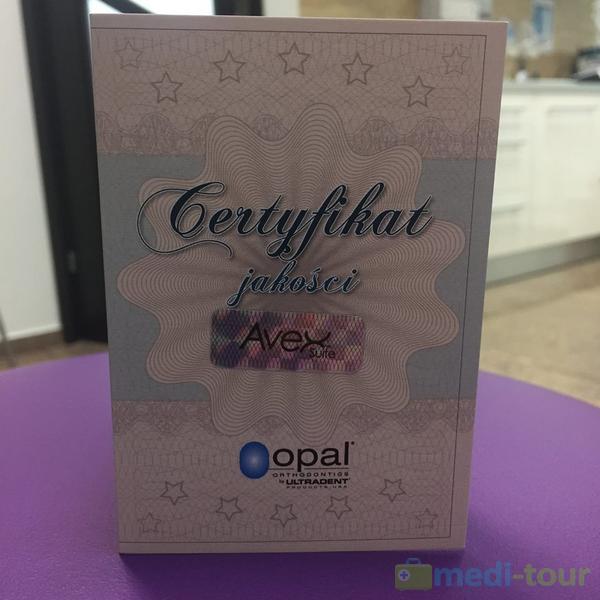 Certyfikat
jakości
Avex
Suite
opal®
ORTHODONTICS
by ULTRADENT
PRODUCTS, USA
medi-tour